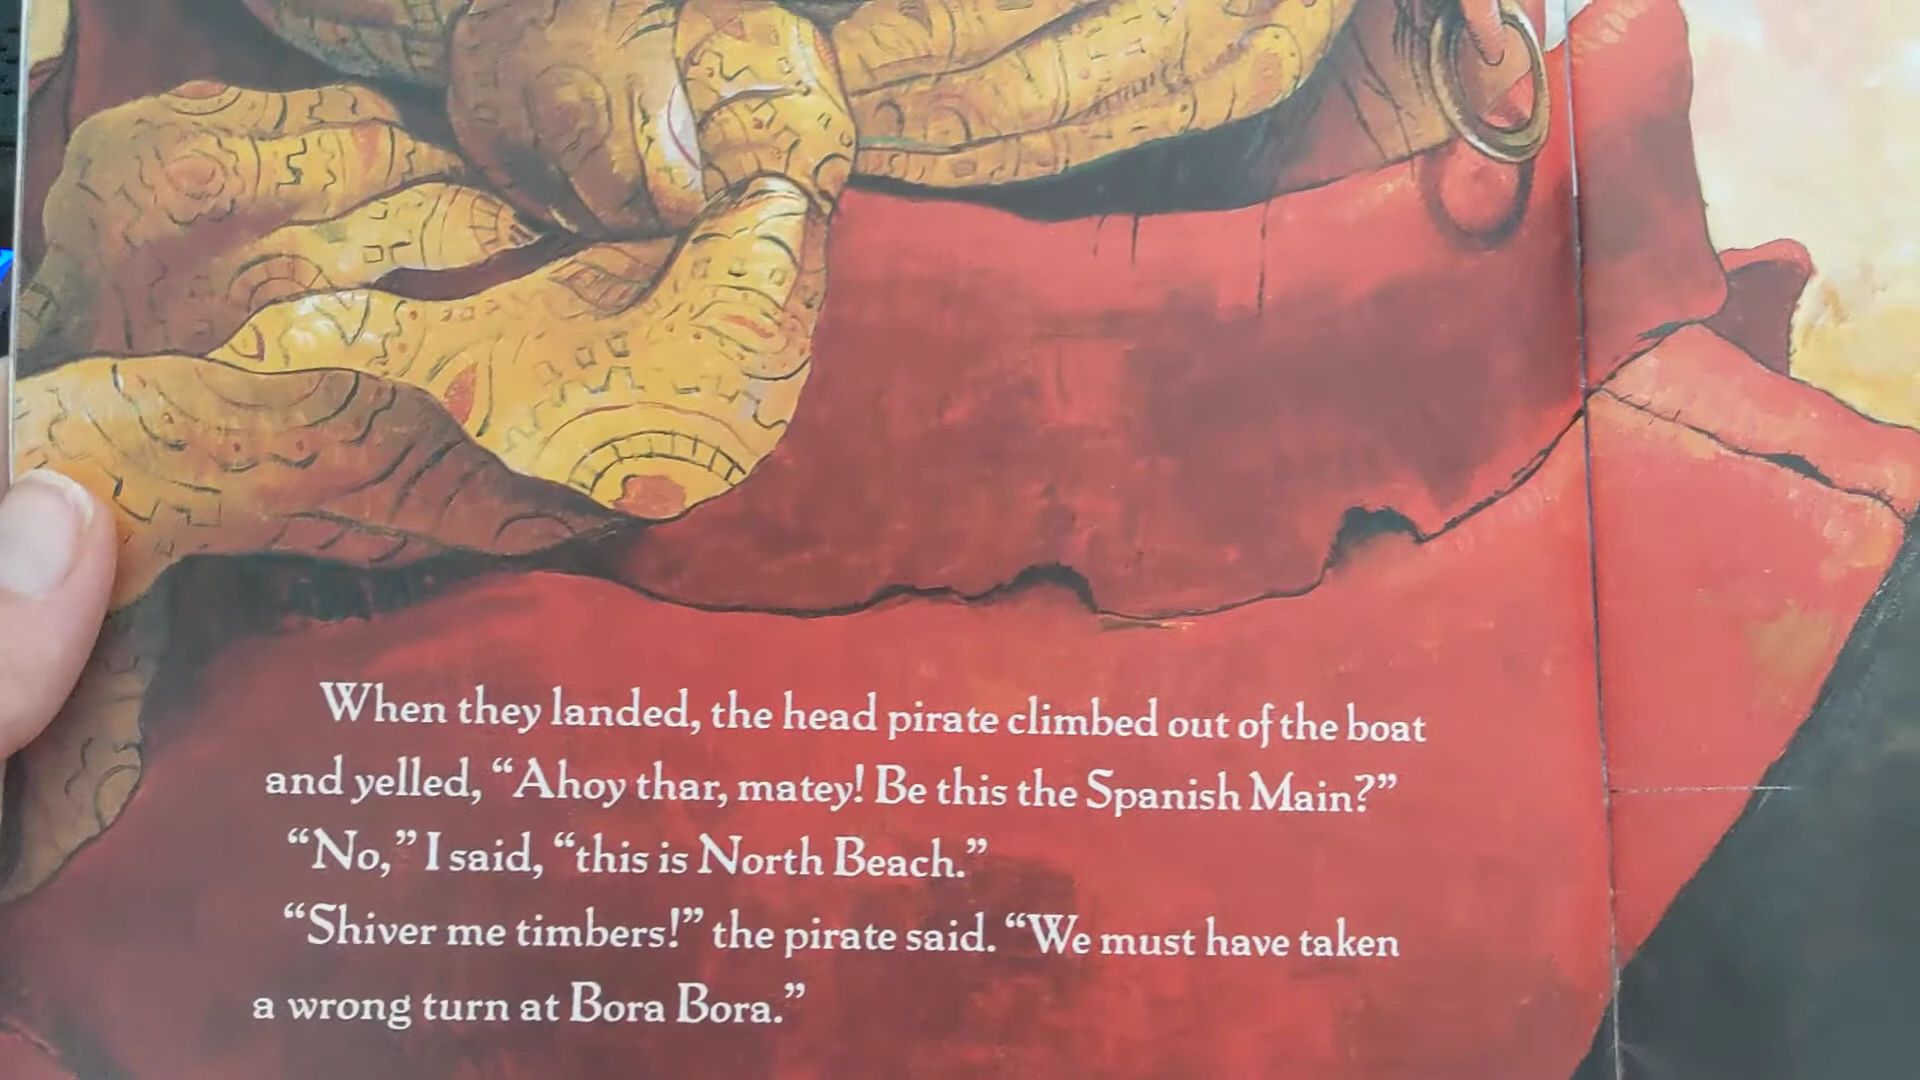 When they landed, the head pirate climbed out of the boat
and yelled, “Ahoy thar, matey! Be this the Spanish Main?”
“No,” I said, “this is North Beach.”
“Shiver me timbers!” the pirate said. “We must have taken
a wrong turn at Bora Bora.”